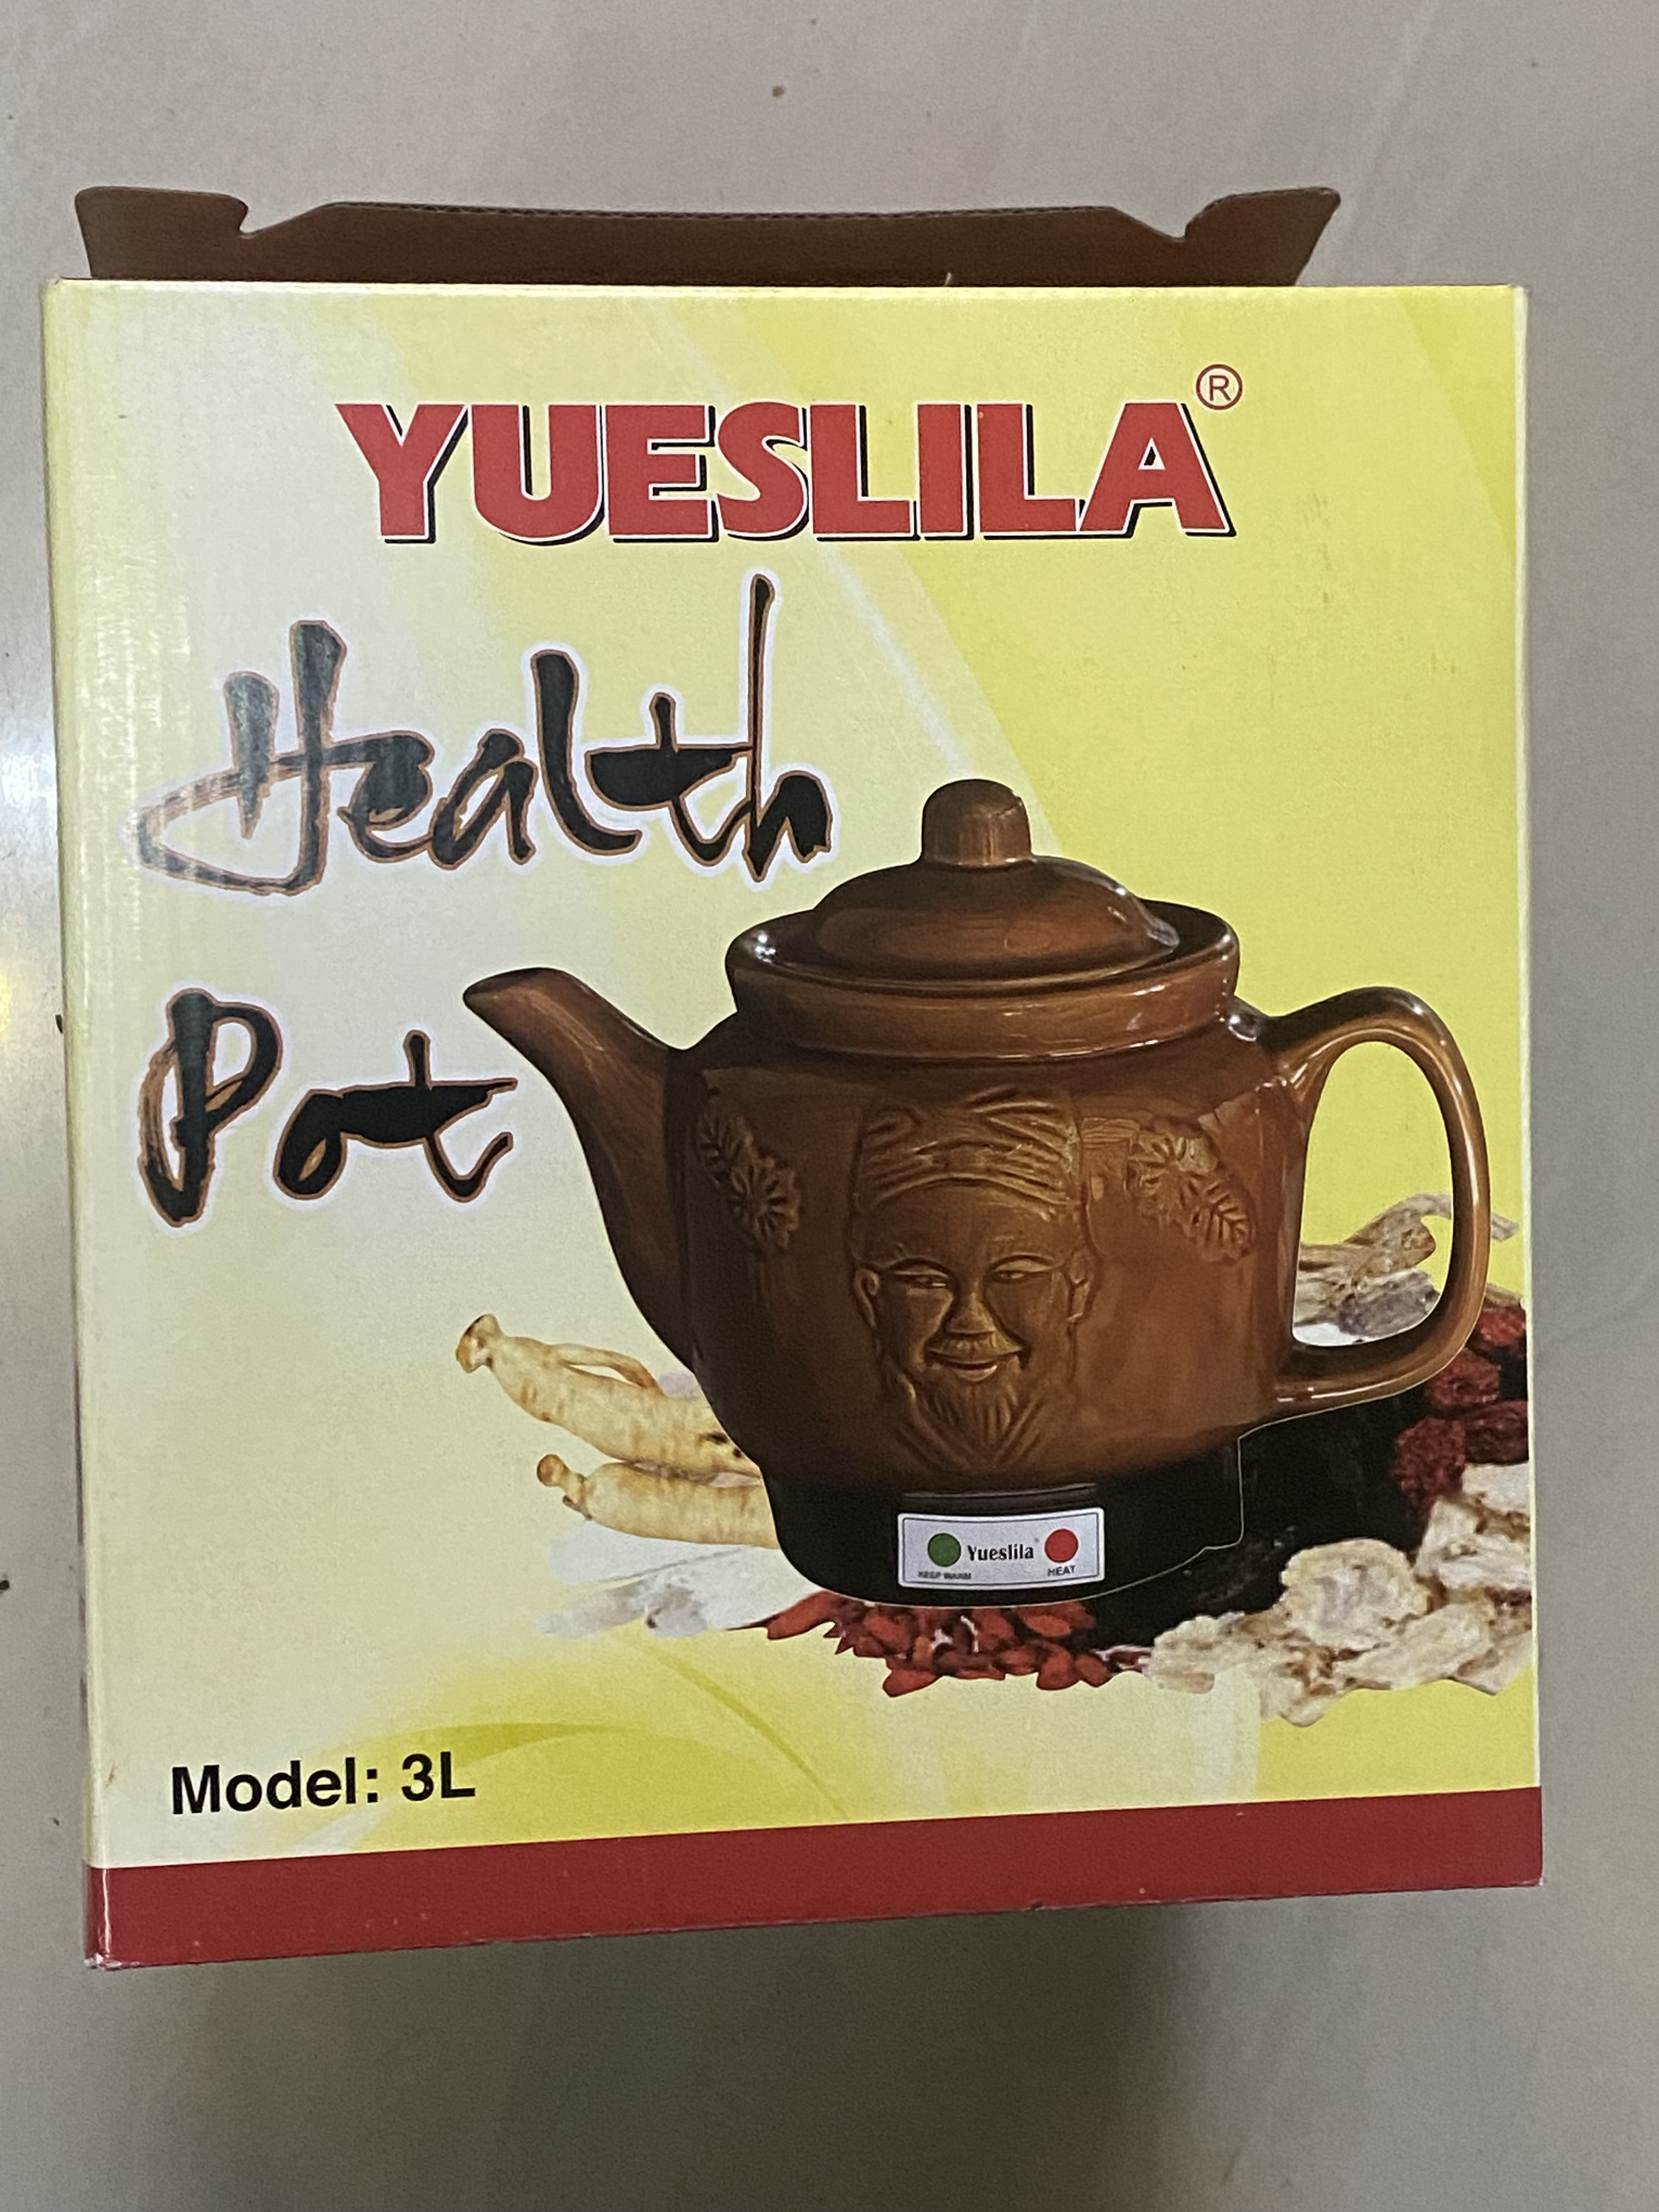 YUESLILA®
Health
Pot
Yueslila
KEEP WARM
HEAT
Model: 3L